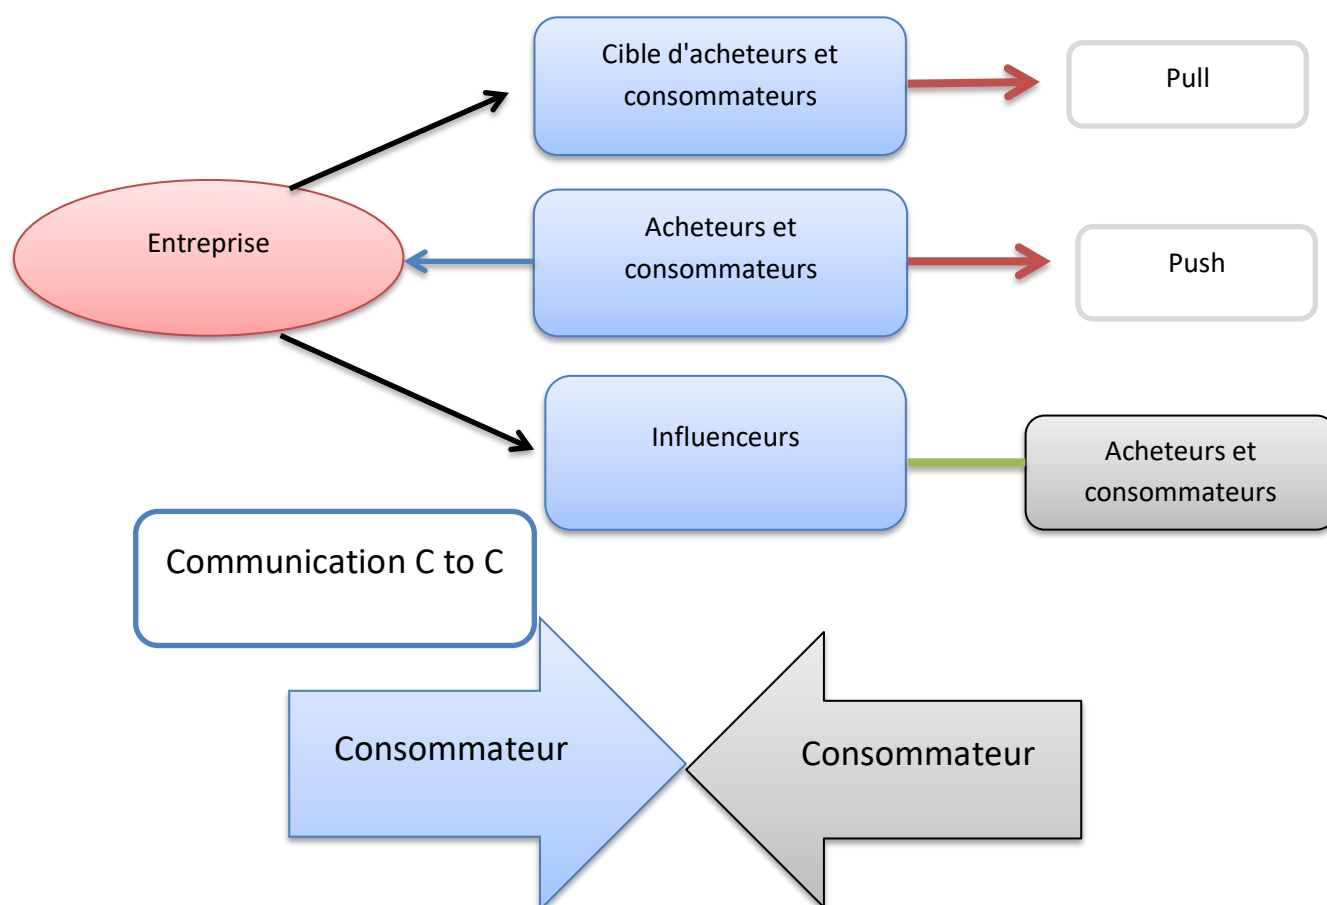 Cible d'acheteurs et
consommateurs
Pull
Entreprise
Acheteurs et
consommateurs
Push
Influenceurs
Acheteurs et
consommateurs
Communication C to C
Consommateur
Consommateur